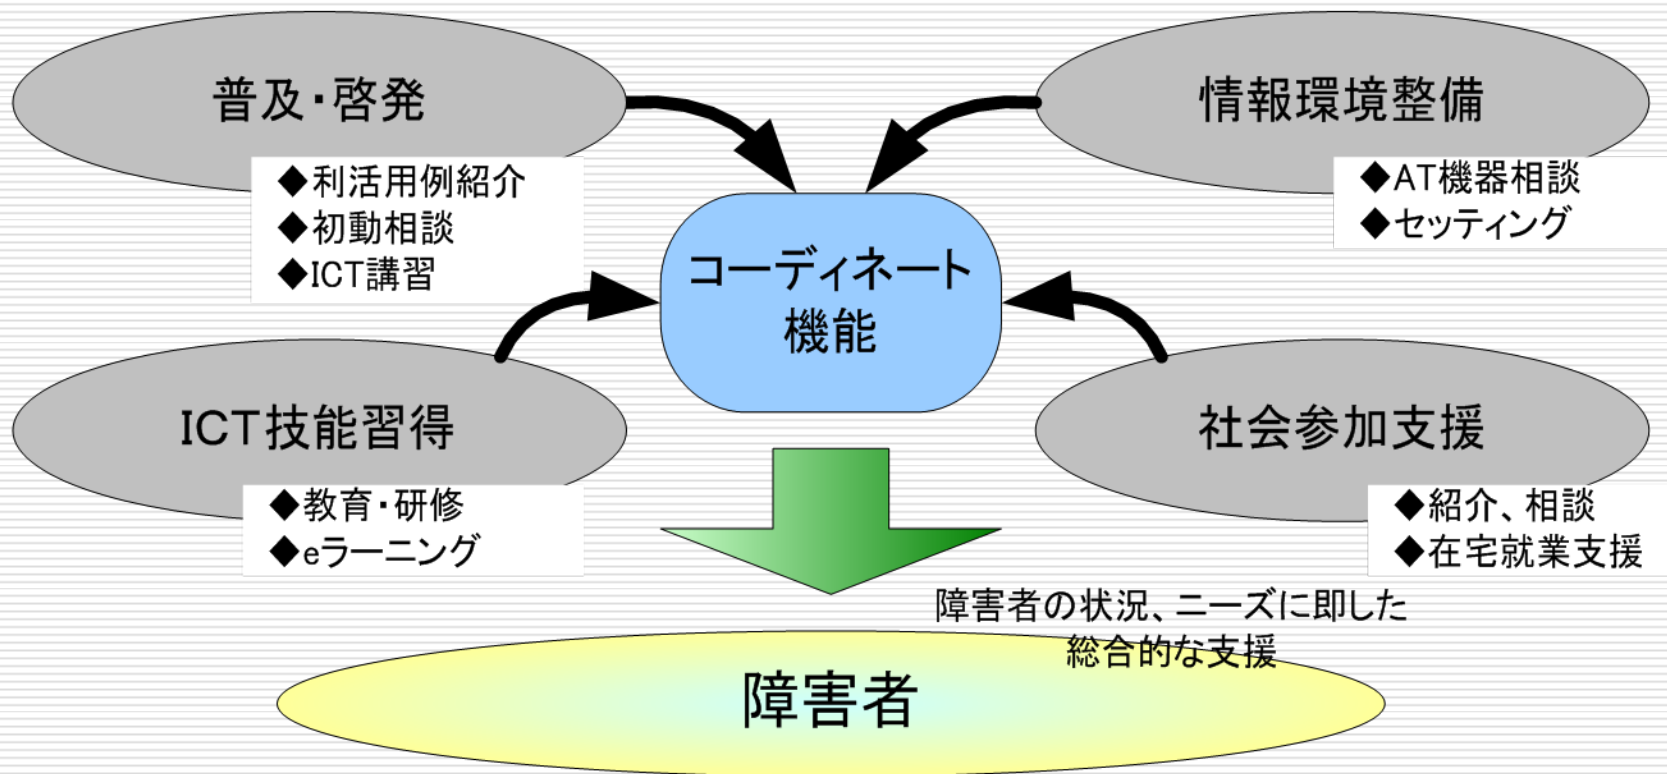 普及・啓発
◆利活用例紹介
◆初動相談
◆ICT講習
情報環境整備
◆AT機器相談
◆セッティング
コーディネート
機能
ICT技能習得
◆教育・研修
◆eラーニング
社会参加支援
◆紹介、相談
◆在宅就業支援
障害者の状況、ニーズに即した
総合的な支援
障害者